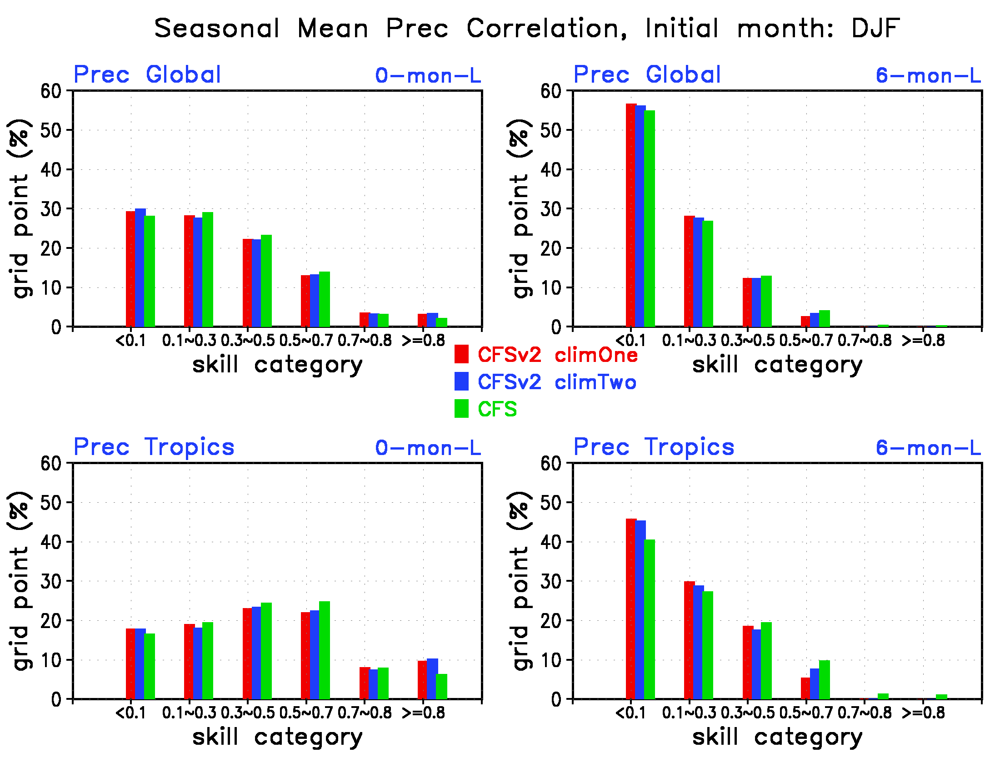 Seasonal Mean Prec Correlation, Initial month: DJF
Prec Global 0-mon-L
60
50
40
30
20
10
0
grid point (%)
<0.1 0.1~0.3 0.3~0.5 0.5~0.7 0.7~0.8 >=0.8
skill category
Prec Global 6-mon-L
60
50
40
30
20
10
0
grid point (%)
<0.1 0.1~0.3 0.3~0.5 0.5~0.7 0.7~0.8 >=0.8
skill category
CFSv2 climOne
CFSv2 climTwo
CFS
Prec Tropics 0-mon-L
60
50
40
30
20
10
0
grid point (%)
<0.1 0.1~0.3 0.3~0.5 0.5~0.7 0.7~0.8 >=0.8
skill category
Prec Tropics 6-mon-L
60
50
40
30
20
10
0
grid point (%)
<0.1 0.1~0.3 0.3~0.5 0.5~0.7 0.7~0.8 >=0.8
skill category